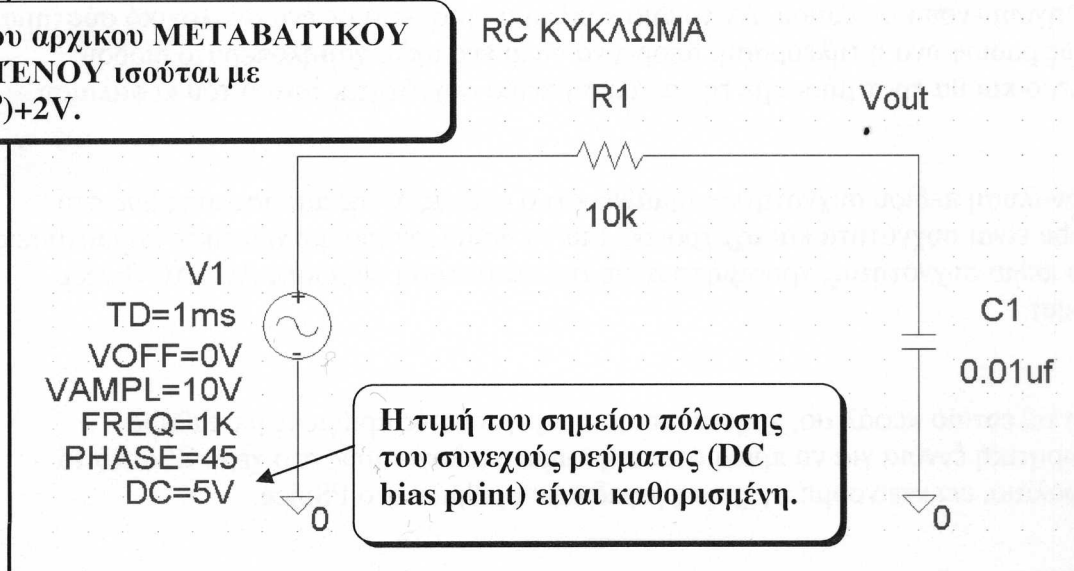 ου αρχικου ΜΕΤΑΒΑΤΙΚΟΥ
ΤΕΝΟΥ ισούται με
)+2V.
RC ΚΥΚΛΩΜΑ
R1
10k
Vout
V1
TD=1ms
VOFF=0V
VAMPL=10V
FREQ=1K
PHASE=45
DC=5V
Η τιμή του σημείου πόλωσης
του συνεχούς ρεύματος (DC
bias point) είναι καθορισμένη.
C1
0.01uf
0
0